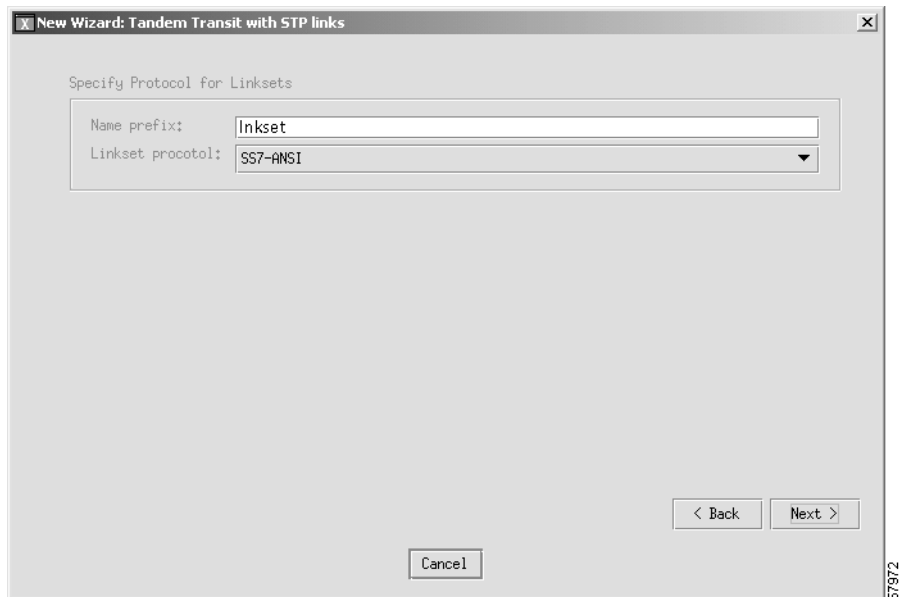 X New Wizard: Tandem Transit with STP links
Specify Protocol for Linksets
Name prefix: lnkset
Linkset procotol: SS7-ANSI
< Back Next >
Cancel
57972